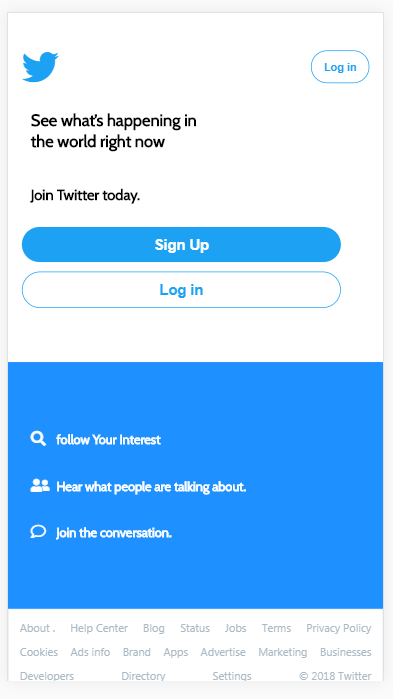 Log in
See what's happening in
the world right now
Join Twitter today.
Sign Up
Log in
follow Your Interest
Hear what people are talking about.
Join the conversation.
About . Help Center Blog Status Jobs Terms Privacy Policy
Cookies Ads info Brand Apps Advertise Marketing Businesses
Developers Directory Settings © 2018 Twitter